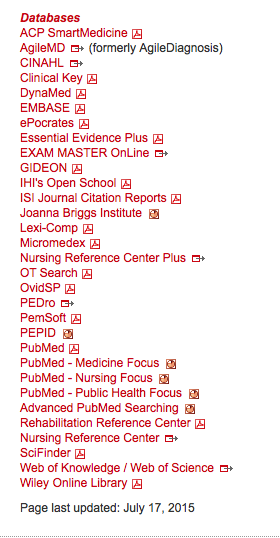 Databases
ACP SmartMedicine
AgileMD (formerly AgileDiagnosis)
CINAHL
Clinical Key
DynaMed
EMBASE
ePocrates
Essential Evidence Plus
EXAM MASTER OnLine
GIDEON
IHI's Open School
ISI Journal Citation Reports
Joanna Briggs Institute
Lexi-Comp
Micromedex
Nursing Reference Center Plus
OT Search
OvidSP
PEDro
PemSoft
PEPID
PubMed
PubMed - Medicine Focus
PubMed - Nursing Focus
PubMed - Public Health Focus
Advanced PubMed Searching
Rehabilitation Reference Center
Nursing Reference Center
SciFinder
Web of Knowledge / Web of Science
Wiley Online Library
Page last updated: July 17, 2015